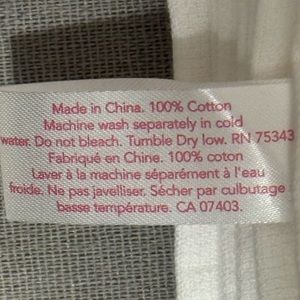 Made in China. 100% Cotton
Machine wash separately in cold
water. Do not bleach. Tumble Dry low. RN 75343
Fabriqué en Chine. 100% coton
Laver à la machine séparément à l'eau
froide. Ne pas javelliser. Sécher par culbutage
basse température. CA 07403.